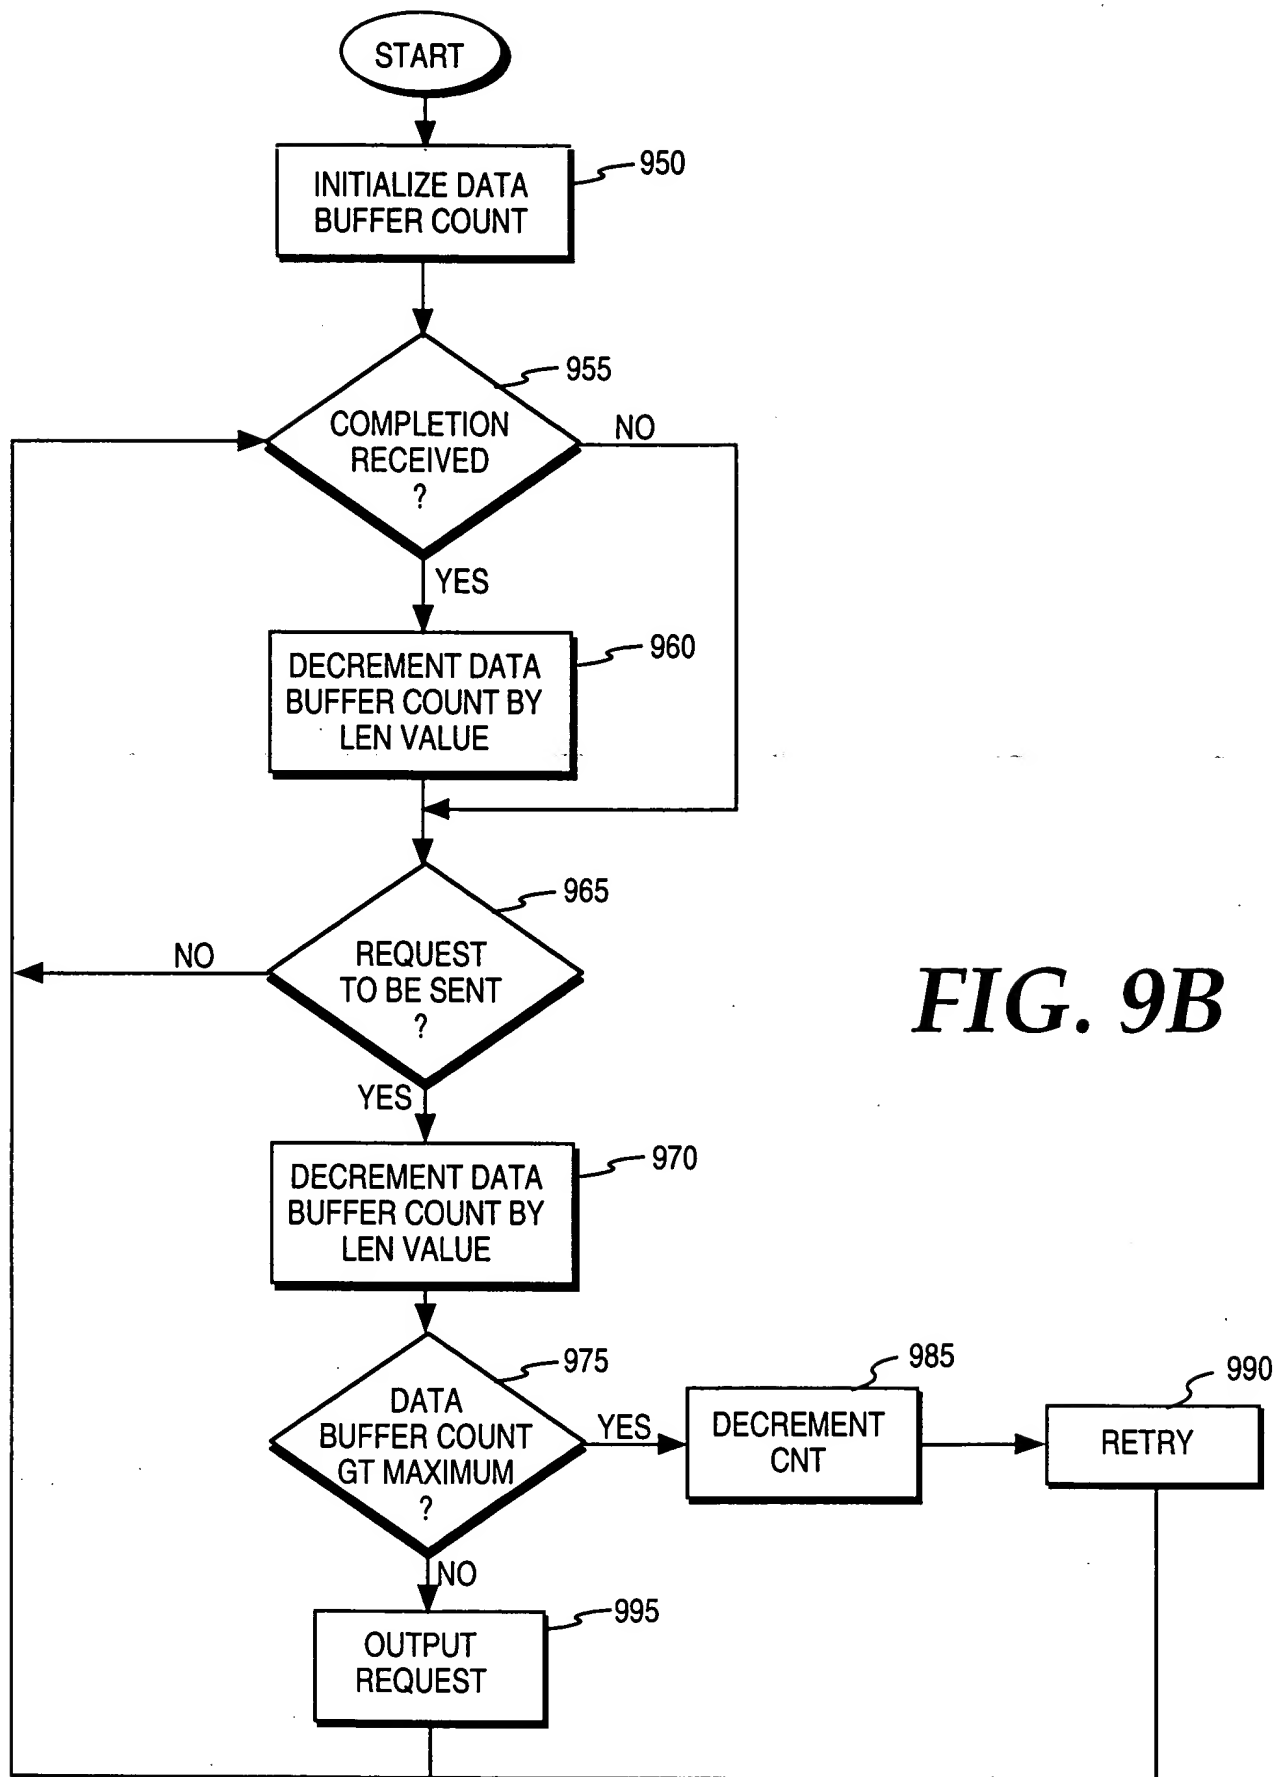 START
INITIALIZE DATA
BUFFER COUNT
950
COMPLETION
RECEIVED
?
955
NO
YES
DECREMENT DATA
BUFFER COUNT BY
LEN VALUE
960
REQUEST
TO BE SENT
?
965
NO
YES
FIG. 9B
DECREMENT DATA
BUFFER COUNT BY
LEN VALUE
970
DATA
BUFFER COUNT
GT MAXIMUM
?
975
YES
DECREMENT
CNT
985
RETRY
990
NO
OUTPUT
REQUEST
995